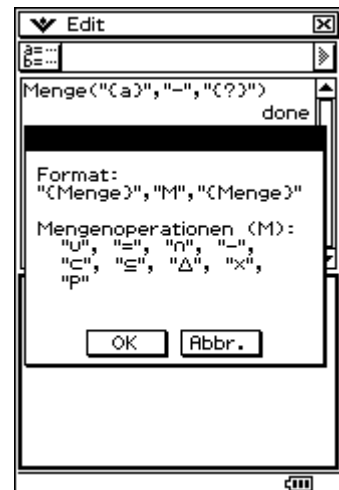 Edit
a=…
b=…
Menge("{a}","-","{?}")
done
Format:
"{Menge}","M","{Menge}"
Mengenoperationen (M):
"∪", "=", "∩", "-",
"⊂", "⊆", "△", "×",
"P"
OK Abbr.